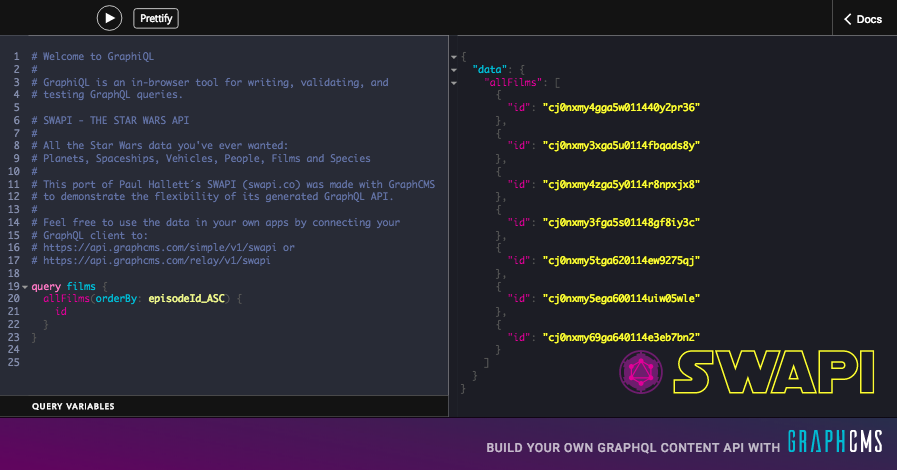 Prettify
Docs
1 # Welcome to GraphiQL
2 #
3 # GraphiQL is an in-browser tool for writing, validating, and
4 # testing GraphQL queries.
5
6 # SWAPI - THE STAR WARS API
7 #
8 # All the Star Wars data you've ever wanted:
9 # Planets, Spaceships, Vehicles, People, Films and Species
10 #
11 # This port of Paul Hallett´s SWAPI (swapi.co) was made with GraphCMS
12 # to demonstrate the flexibility of its generated GraphQL API.
13 #
14 # Feel free to use the data in your own apps by connecting your
15 # GraphQL client to:
16 # https://api.graphcms.com/simple/v1/swapi or
17 # https://api.graphcms.com/relay/v1/swapi
18
19 query films {
20 allFilms(orderBy: episodeId_ASC) {
21 id
22 }
23 }
24
25
QUERY VARIABLES
{
"data": {
"allFilms": [
{
"id": "cj0nxmy4gga5w011440y2pr36"
},
{
"id": "cj0nxmy3xga5u0114fbqads8y"
},
{
"id": "cj0nxmy4zga5y0114r8npxjx8"
},
{
"id": "cj0nxmy3fga5s01148gf8iy3c"
},
{
"id": "cj0nxmy5tga620114ew9275qj"
},
{
"id": "cj0nxmy5ega600114uiw05wle"
},
{
"id": "cj0nxmy69ga640114e3eb7bn2"
}
]
}
}
SWAPI
BUILD YOUR OWN GRAPHQL CONTENT API WITH GRAPHCMS